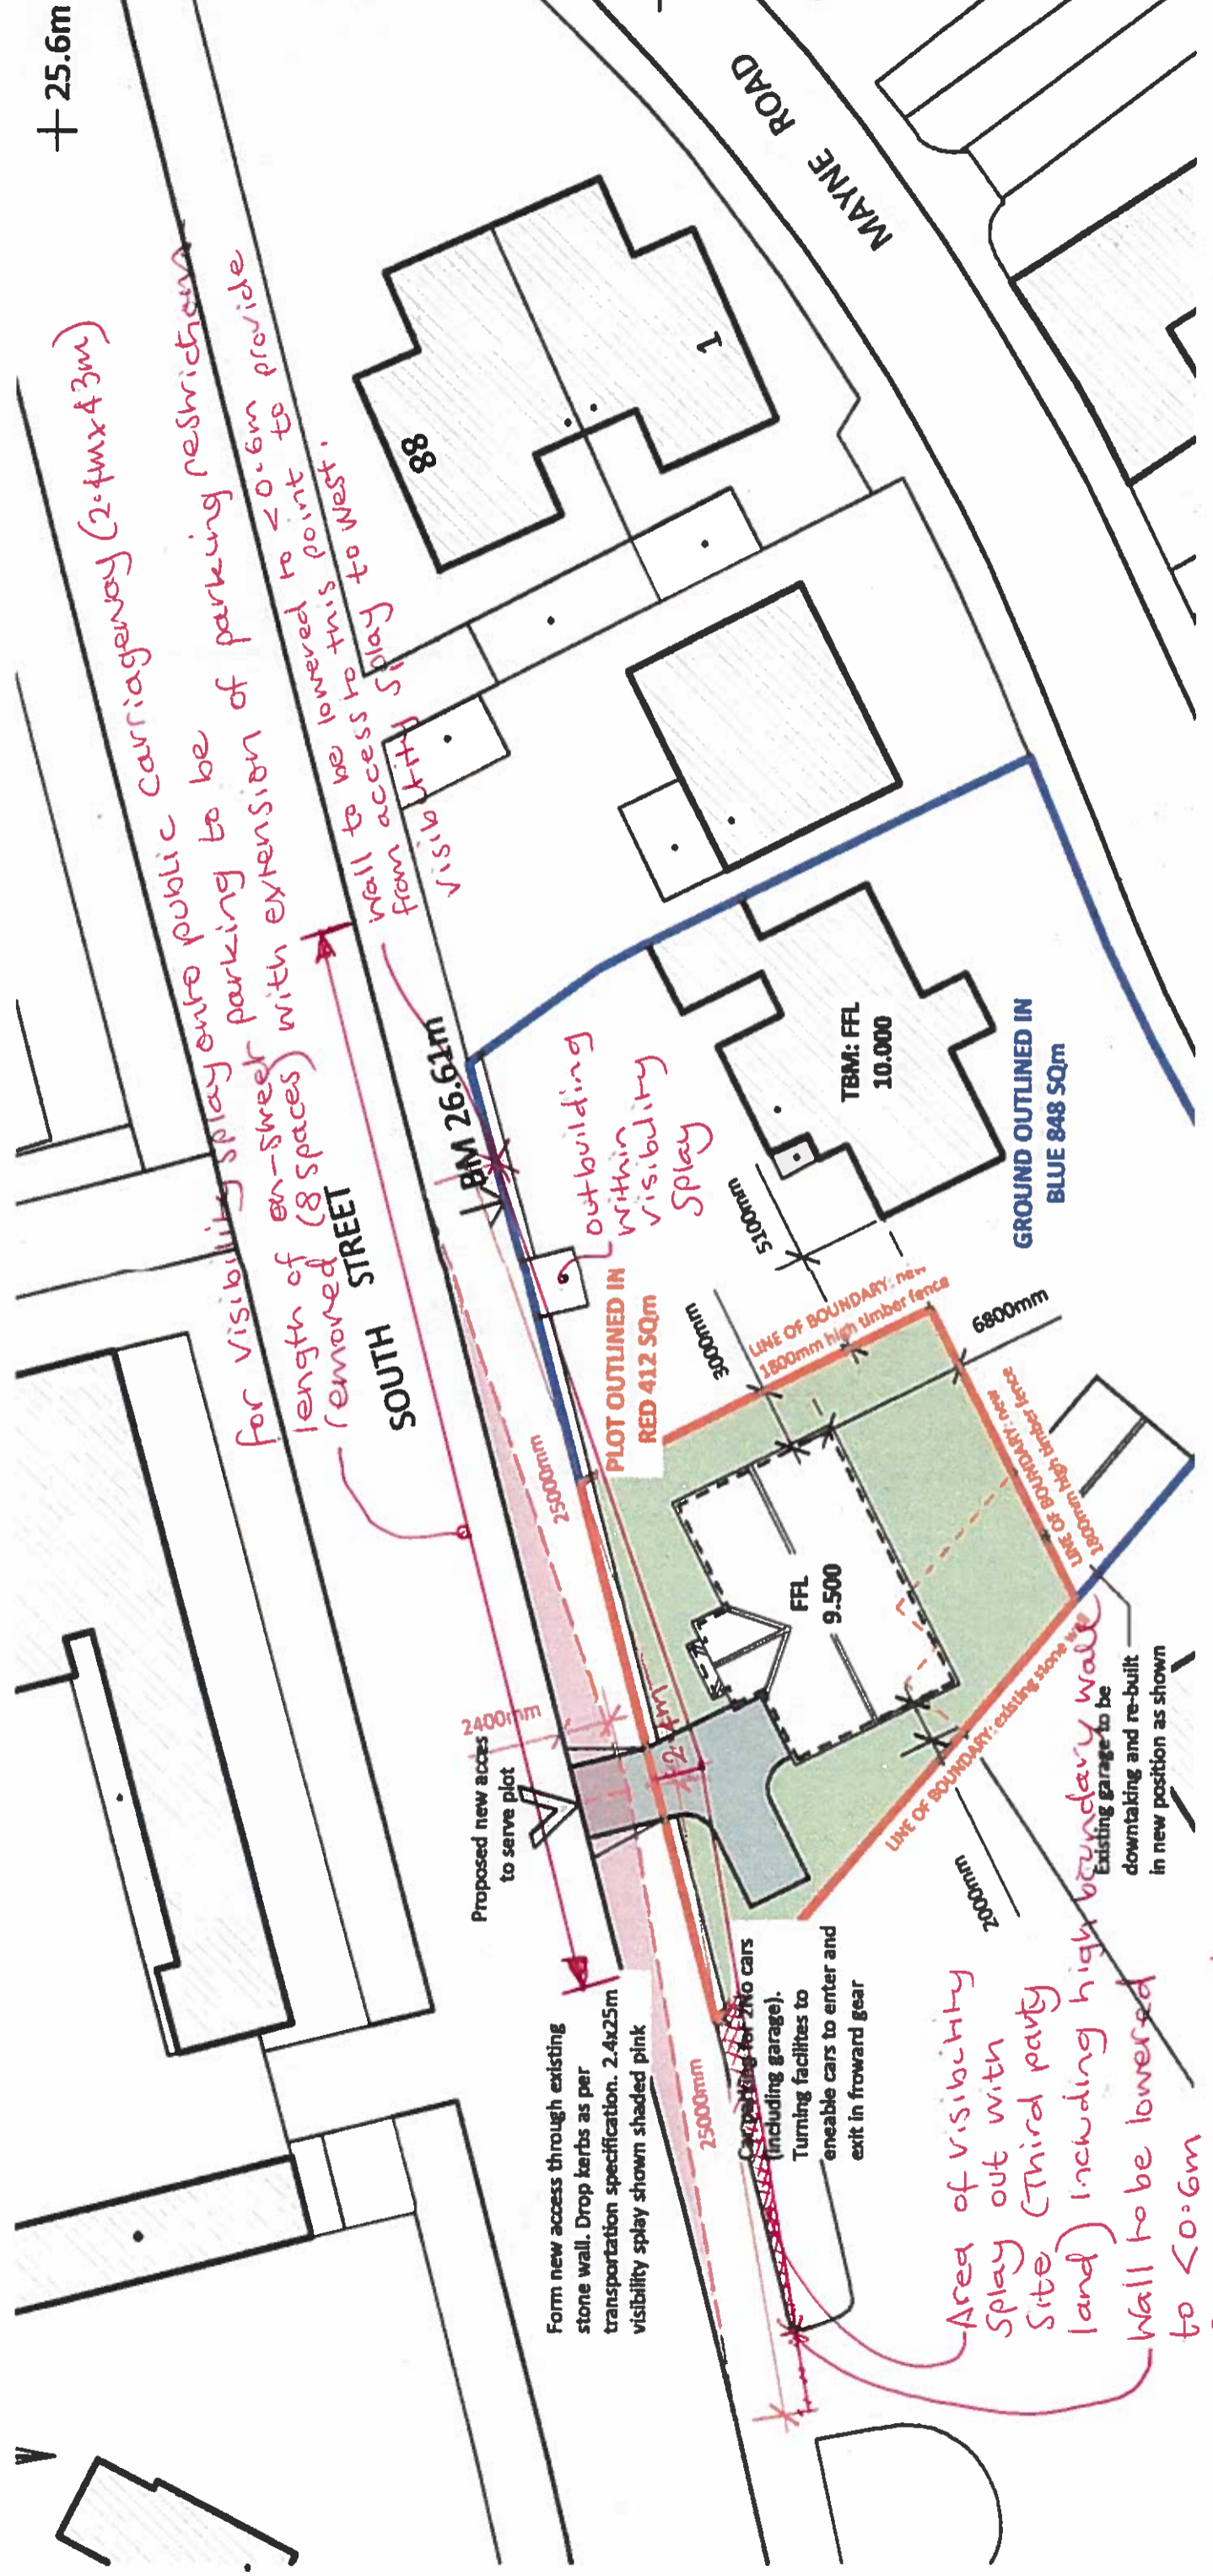 + 25.6m
MAYNE ROAD
88
1
for visibility splay onto public carriageway (2.4mx43m)
length of on-street parking to be
removed (8 spaces) with extension of parking restrictions
SOUTH STREET
wall to be lowered to <0.6m
from access to this point to provide
visibility splay to west.
BM 26.61m
outbuilding
within
visibility
splay
TBM: FFL
10.000
GROUND OUTLINED IN
BLUE 848 SQm
PLOT OUTLINED IN
RED 412 SQm
5100mm
3000mm
LINE OF BOUNDARY: new
1800mm high timber fence
6800mm
LINE OF BOUNDARY: new
1800mm high timber fence
25000mm
FFL
9.500
2400mm
2.4m
Proposed new acces
to serve plot
LINE OF BOUNDARY: existing stone wall
2000mm
Existing garage to be
downtaking and re-built
in new position as shown
Form new access through existing
stone wall. Drop kerbs as per
transportation specification. 2.4x25m
visibility splay shown shaded pink
25000mm
Car parking for 2No cars
(including garage).
Turning facilites to
eneable cars to enter and
exit in froward gear
Area of visibility
splay out with
site (Third party
land) including high boundary wall
Wall to be lowered
to <0.6m